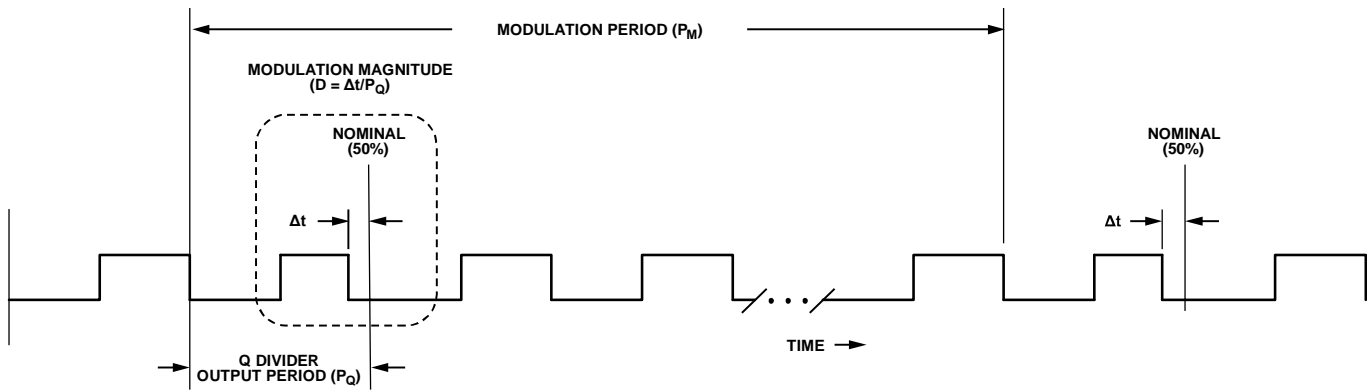 MODULATION PERIOD (PM)
MODULATION MAGNITUDE
(D = Δt/PQ)
NOMINAL
(50%)
NOMINAL
(50%)
Δt
Δt
TIME
Q DIVIDER
OUTPUT PERIOD (PQ)